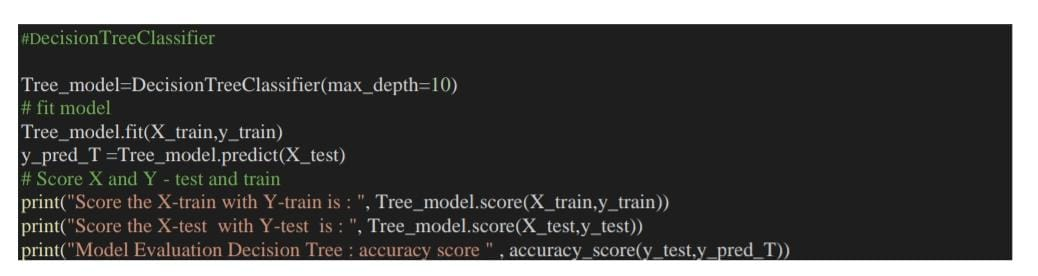 #DecisionTreeClassifier
Tree_model=DecisionTreeClassifier(max_depth=10)
# fit model
Tree_model.fit(X_train,y_train)
y_pred_T =Tree_model.predict(X_test)
# Score X and Y - test and train
print("Score the X-train with Y-train is : ", Tree_model.score(X_train,y_train))
print("Score the X-test  with Y-test  is : ", Tree_model.score(X_test,y_test))
print("Model Evaluation Decision Tree : accuracy score " , accuracy_score(y_test,y_pred_T))